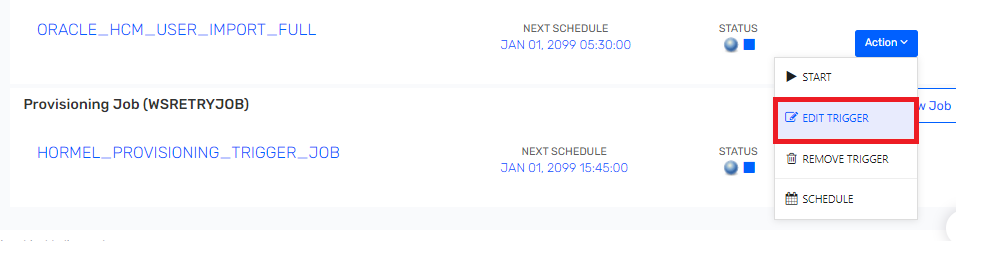 ORACLE_HCM_USER_IMPORT_FULL
NEXT SCHEDULE
JAN 01, 2099 05:30:00
STATUS
Action
START
Provisioning Job (WSRETRYJOB)
EDIT TRIGGER
w Job
HORMEL_PROVISIONING_TRIGGER_JOB
NEXT SCHEDULE
JAN 01, 2099 15:45:00
STATUS
REMOVE TRIGGER
SCHEDULE